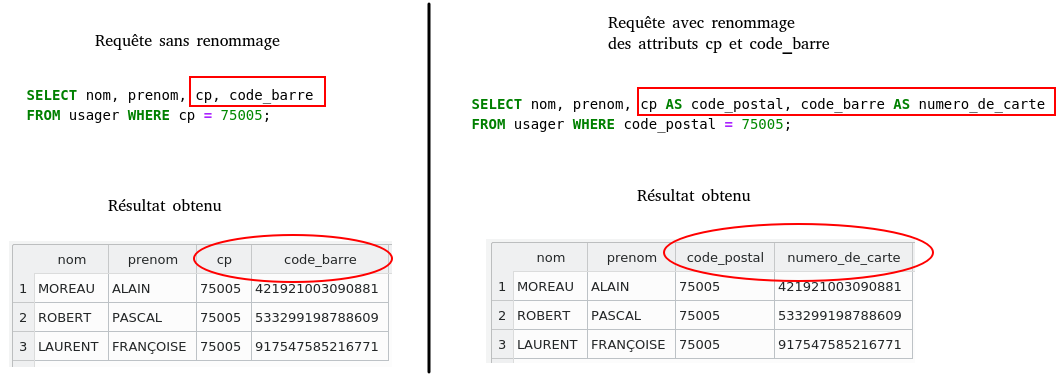 Requête sans renommage
SELECT nom, prenom, cp, code_barre
FROM usager WHERE cp = 75005;
Résultat obtenu
nom prenom cp code_barre
1 MOREAU ALAIN 75005 421921003090881
2 ROBERT PASCAL 75005 533299198788609
3 LAURENT FRANÇOISE 75005 917547585216771
Requête avec renommage
des attributs cp et code_barre
SELECT nom, prenom, cp AS code_postal, code_barre AS numero_de_carte
FROM usager WHERE code_postal = 75005;
Résultat obtenu
nom prenom code_postal numero_de_carte
1 MOREAU ALAIN 75005 421921003090881
2 ROBERT PASCAL 75005 533299198788609
3 LAURENT FRANÇOISE 75005 917547585216771